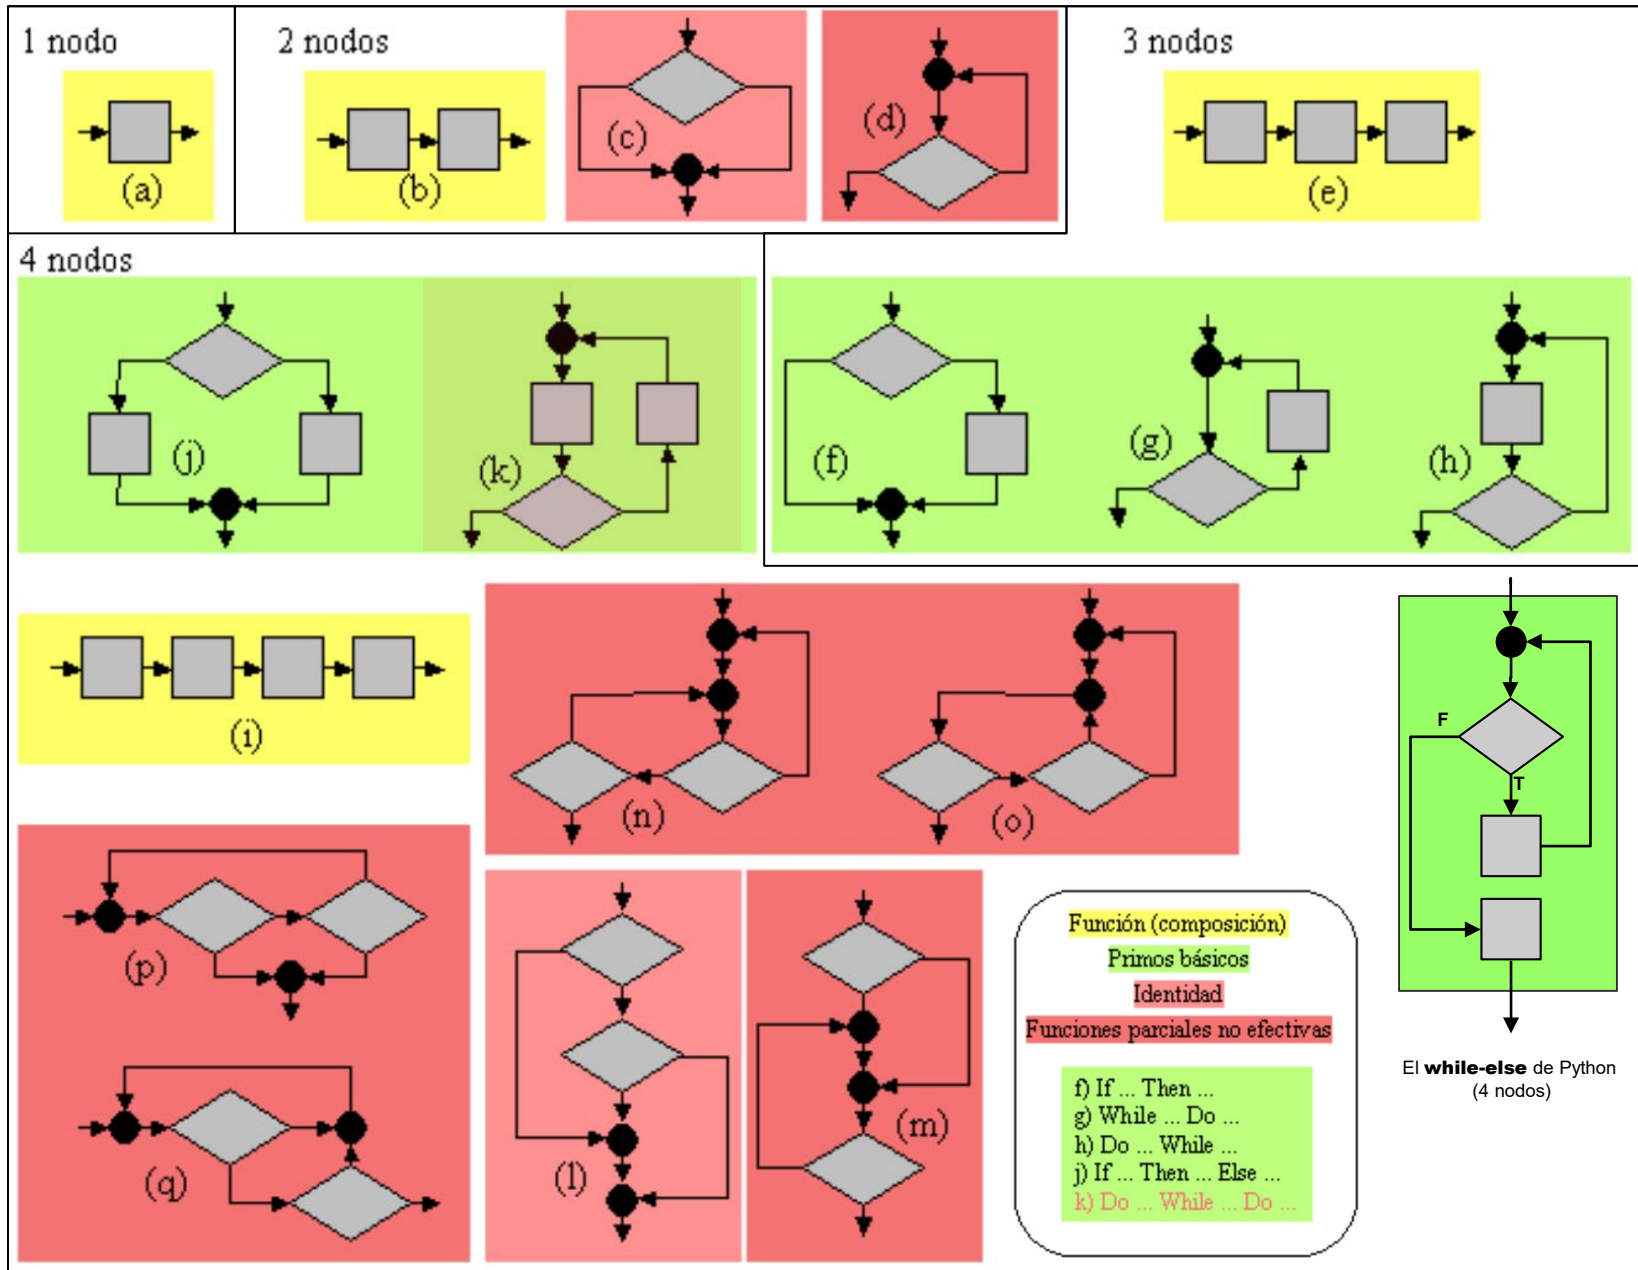 1 nodo
2 nodos
3 nodos
(a)
(b)
(c)
(d)
(e)
4 nodos
(j)
(k)
(f)
(g)
(h)
(i)
(n)
(o)
F
T
(p)
(q)
(l)
(m)
Función (composición)
Primos básicos
Identidad
Funciones parciales no efectivas
f) If ... Then ...
g) While ... Do ...
h) Do ... While ...
j) If ... Then ... Else ...
k) Do ... While ... Do ...
El while-else de Python
(4 nodos)